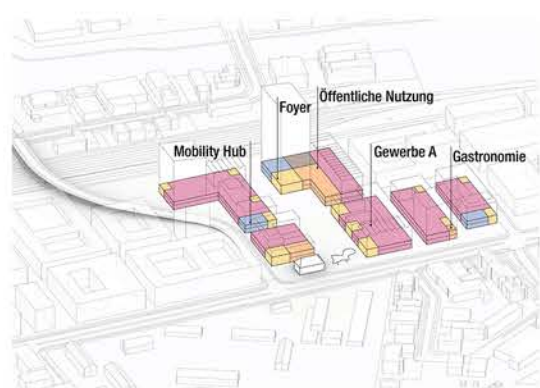 Öffentliche Nutzung
Foyer
Mobility Hub
Gewerbe A
Gastronomie